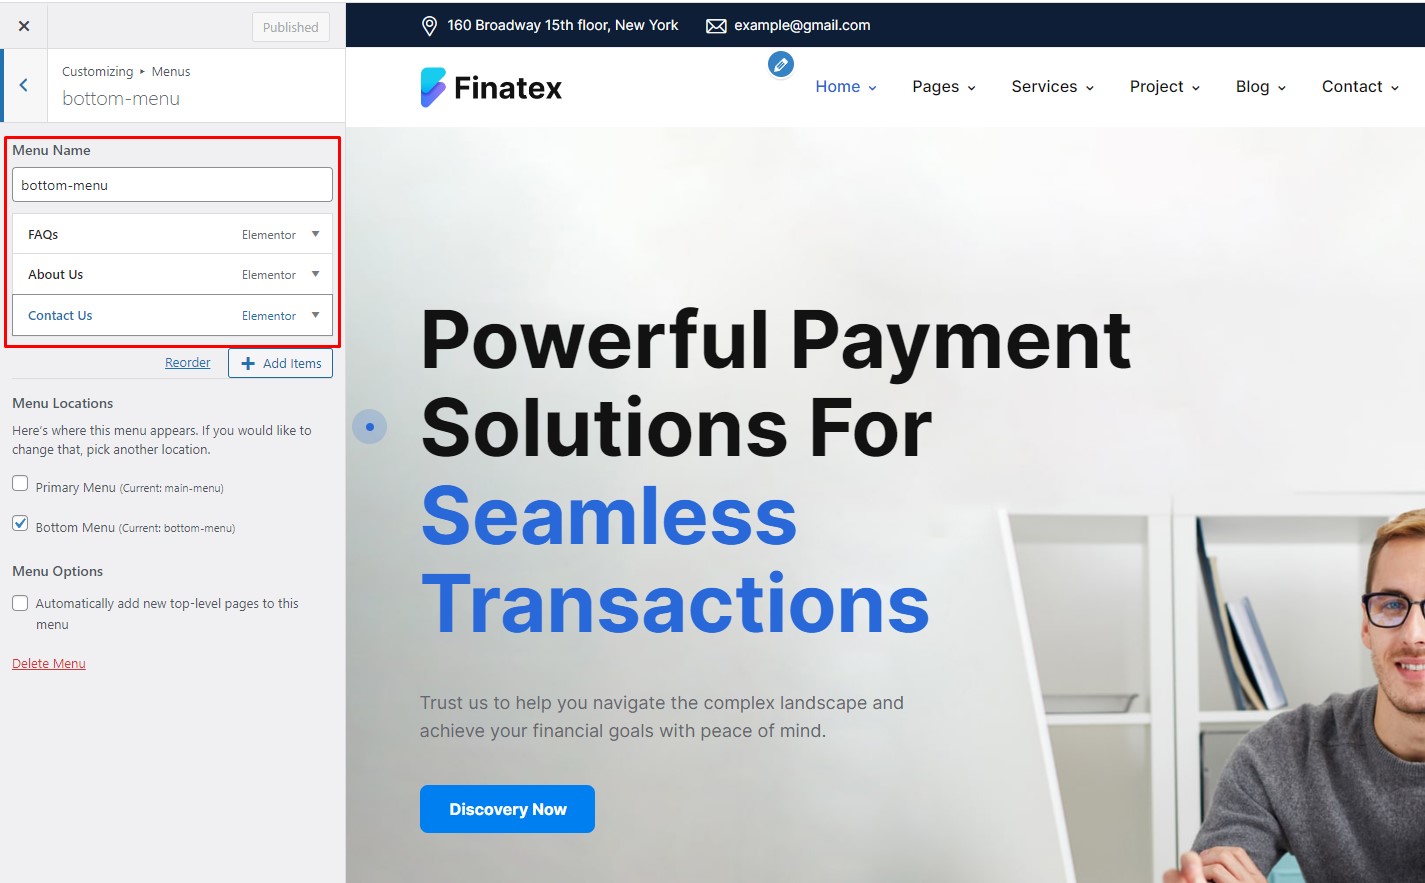 Published
Customizing ▸ Menus
bottom-menu
Menu Name
bottom-menu
FAQs Elementor
About Us Elementor
Contact Us Elementor
Reorder
Add Items
Menu Locations
Here’s where this menu appears. If you would like to
change that, pick another location.
Primary Menu (Current: main-menu)
Bottom Menu (Current: bottom-menu)
Menu Options
Automatically add new top-level pages to this
menu
Delete Menu
160 Broadway 15th floor, New York example@gmail.com
Finatex
Home Pages Services Project Blog Contact
Powerful Payment
Solutions For
Seamless
Transactions
Trust us to help you navigate the complex landscape and
achieve your financial goals with peace of mind.
Discovery Now